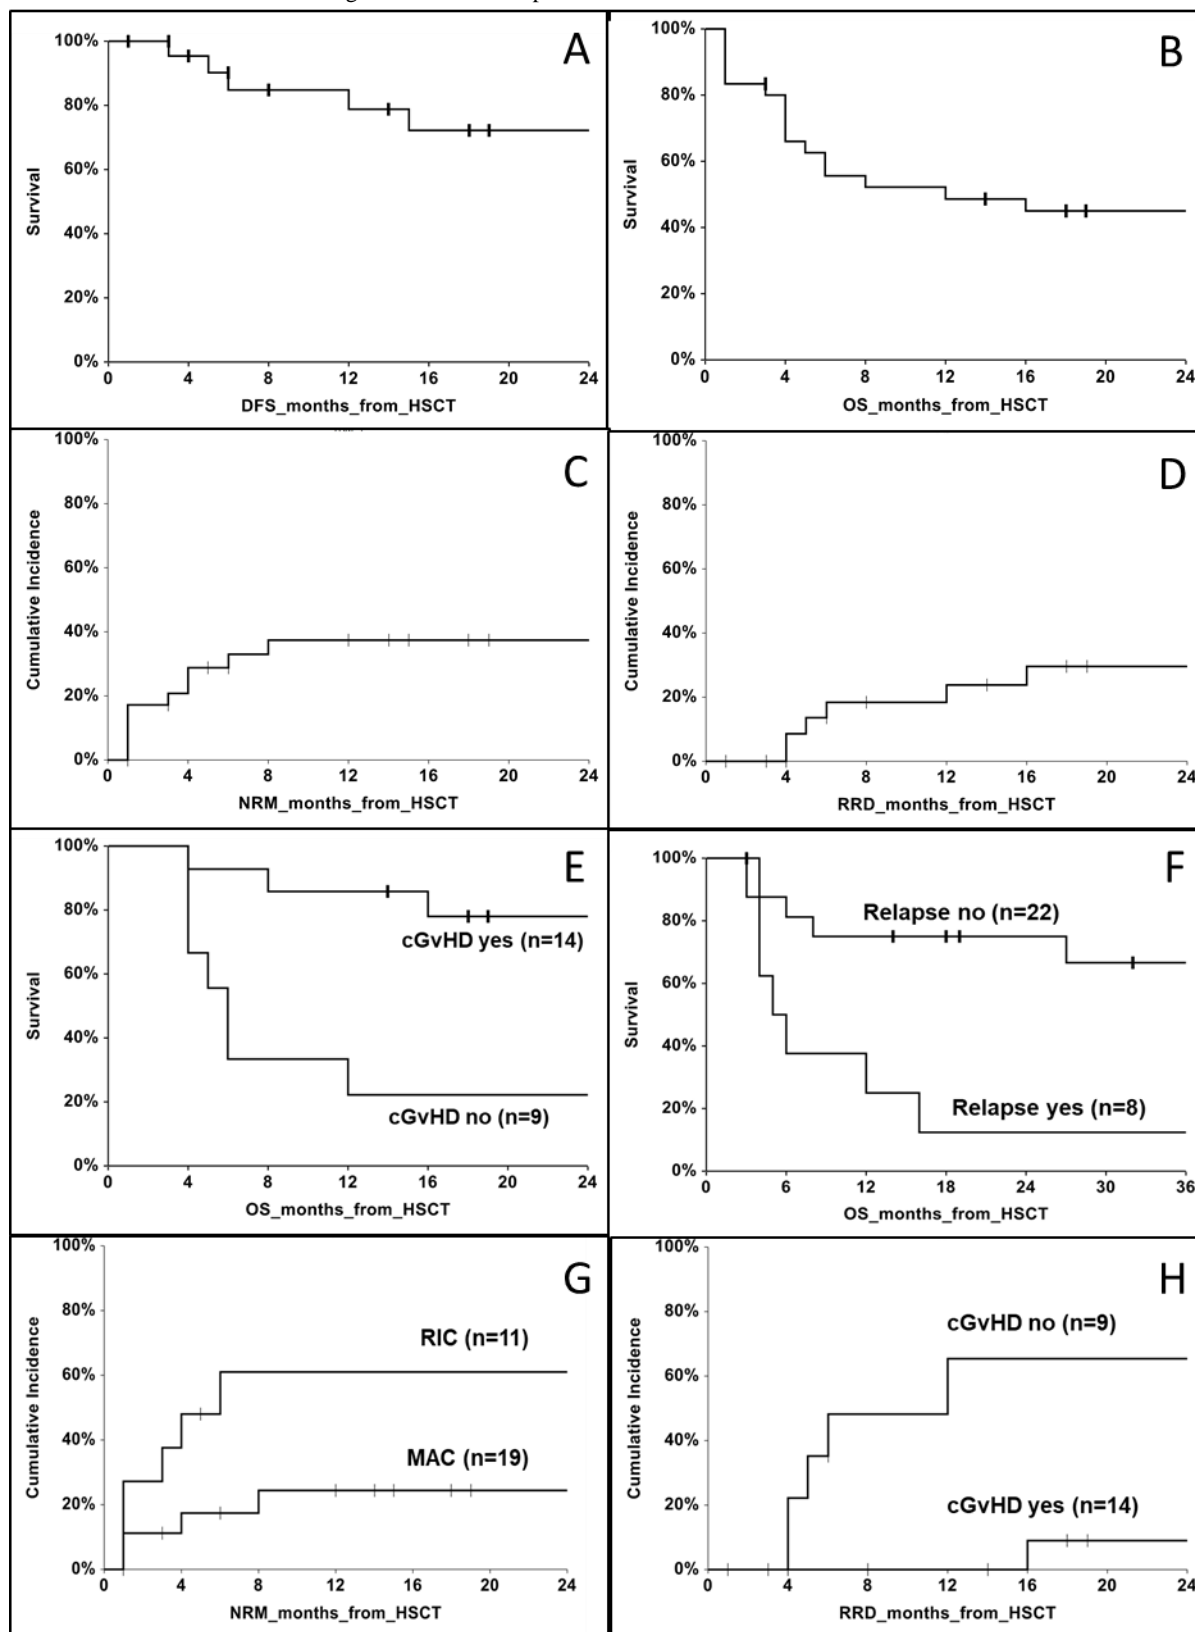 100%
80%
60%
40%
20%
0%
Survival
A
0 4 8 12 16 20 24
DFS_months_from_HSCT
100%
80%
60%
40%
20%
0%
Survival
B
0 4 8 12 16 20 24
OS_months_from_HSCT
100%
80%
60%
40%
20%
0%
Cumulative Incidence
C
0 4 8 12 16 20 24
NRM_months_from_HSCT
100%
80%
60%
40%
20%
0%
Cumulative Incidence
D
0 4 8 12 16 20 24
RRD_months_from_HSCT
100%
80%
60%
40%
20%
0%
Survival
E
cGvHD yes (n=14)
cGvHD no (n=9)
0 4 8 12 16 20 24
OS_months_from_HSCT
100%
80%
60%
40%
20%
0%
Survival
F
Relapse no (n=22)
Relapse yes (n=8)
0 6 12 18 24 30 36
OS_months_from_HSCT
100%
80%
60%
40%
20%
0%
Cumulative Incidence
G
RIC (n=11)
MAC (n=19)
0 4 8 12 16 20 24
NRM_months_from_HSCT
100%
80%
60%
40%
20%
0%
Cumulative Incidence
H
cGvHD no (n=9)
cGvHD yes (n=14)
0 4 8 12 16 20 24
RRD_months_from_HSCT